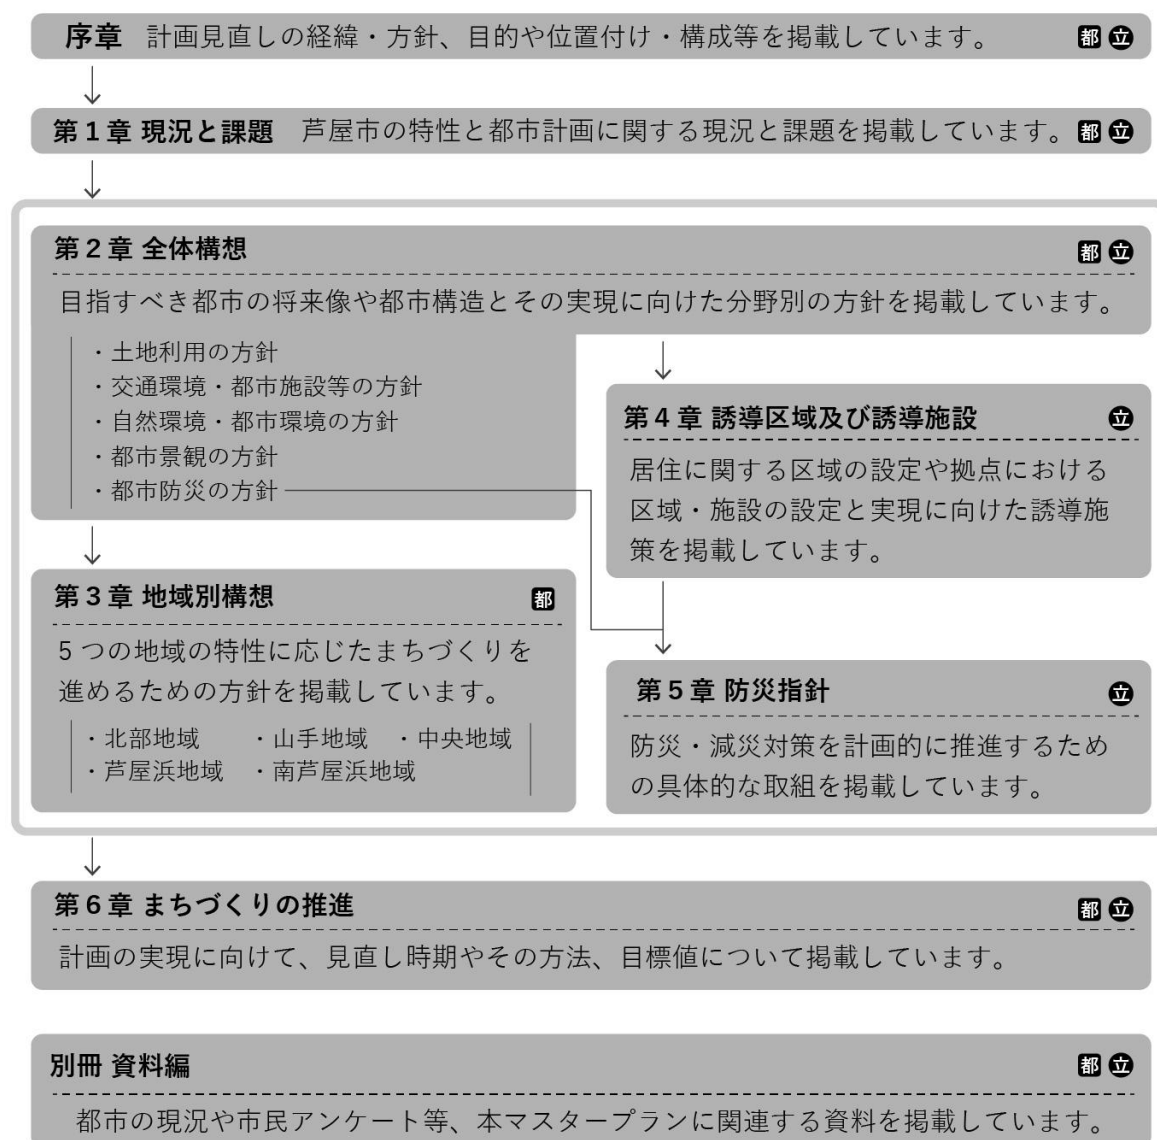 序章 計画見直しの経緯・方針、目的や位置付け・構成等を掲載しています。 都 立
第1章 現況と課題 芦屋市の特性と都市計画に関する現況と課題を掲載しています。 都 立
第2章 全体構想 都 立
目指すべき都市の将来像や都市構造とその実現に向けた分野別の方針を掲載しています。
・土地利用の方針
・交通環境・都市施設等の方針
・自然環境・都市環境の方針
・都市景観の方針
・都市防災の方針
第3章 地域別構想 都
5つの地域の特性に応じたまちづくりを
進めるための方針を掲載しています。
・北部地域 ・山手地域 ・中央地域
・芦屋浜地域 ・南芦屋浜地域
第4章 誘導区域及び誘導施設 立
居住に関する区域の設定や拠点における
区域・施設の設定と実現に向けた誘導施
策を掲載しています。
第5章 防災指針 立
防災・減災対策を計画的に推進するため
の具体的な取組を掲載しています。
第6章 まちづくりの推進 都 立
計画の実現に向けて、見直し時期やその方法、目標値について掲載しています。
別冊 資料編 都 立
都市の現況や市民アンケート等、本マスタープランに関連する資料を掲載しています。